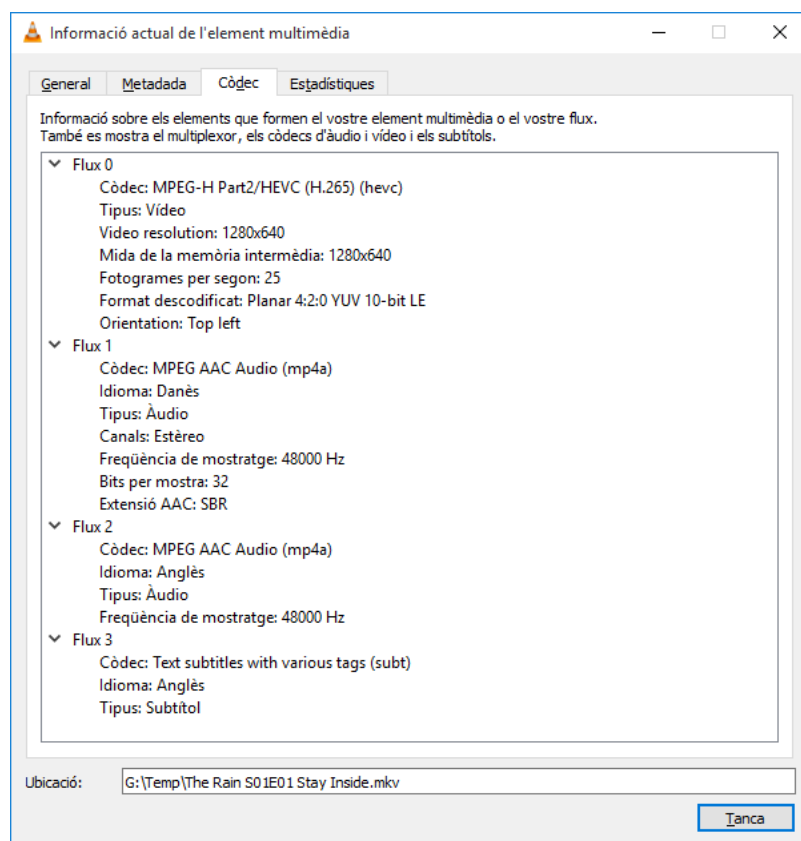 Informació actual de l'element multimèdia
General Metadada Còdec Estadístiques
Informació sobre els elements que formen el vostre element multimèdia o el vostre flux.
També es mostra el multiplexor, els còdecs d'àudio i vídeo i els subtítols.
Flux 0
Còdec: MPEG-H Part2/HEVC (H.265) (hevc)
Tipus: Vídeo
Video resolution: 1280x640
Mida de la memòria intermèdia: 1280x640
Fotogrames per segon: 25
Format descodificat: Planar 4:2:0 YUV 10-bit LE
Orientation: Top left
Flux 1
Còdec: MPEG AAC Audio (mp4a)
Idioma: Danès
Tipus: Àudio
Canals: Estèreo
Freqüència de mostratge: 48000 Hz
Bits per mostra: 32
Extensió AAC: SBR
Flux 2
Còdec: MPEG AAC Audio (mp4a)
Idioma: Anglès
Tipus: Àudio
Freqüència de mostratge: 48000 Hz
Flux 3
Còdec: Text subtitles with various tags (subt)
Idioma: Anglès
Tipus: Subtítol
Ubicació: G:\Temp\The Rain S01E01 Stay Inside.mkv
Tanca